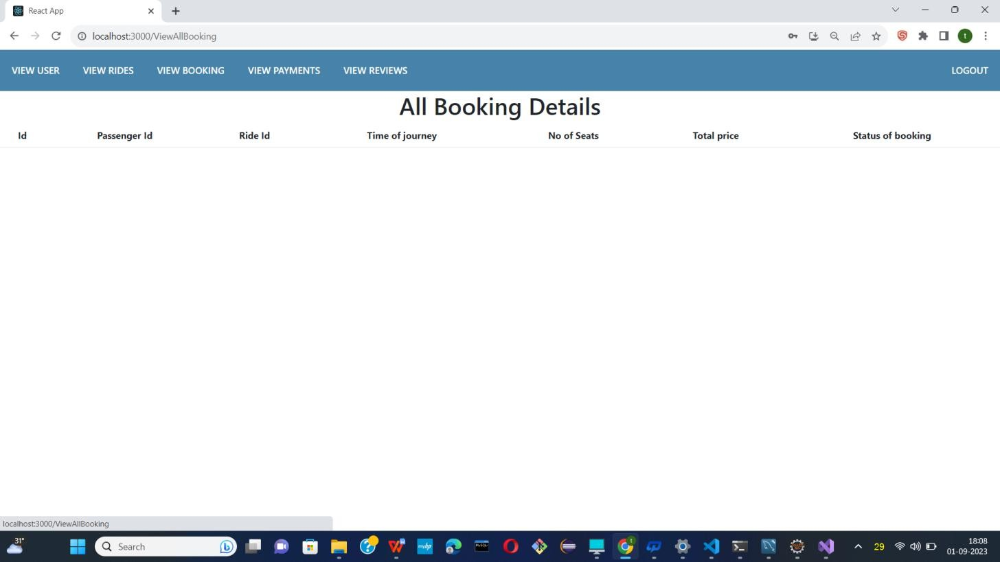 React App
localhost:3000/ViewAllBooking
t
VIEW USER VIEW RIDES VIEW BOOKING VIEW PAYMENTS VIEW REVIEWS LOGOUT
All Booking Details
Id Passenger Id Ride Id Time of journey No of Seats Total price Status of booking
localhost:3000/ViewAllBooking
31°
Search
myhp
MySQL
t
29
18:08
01-09-2023